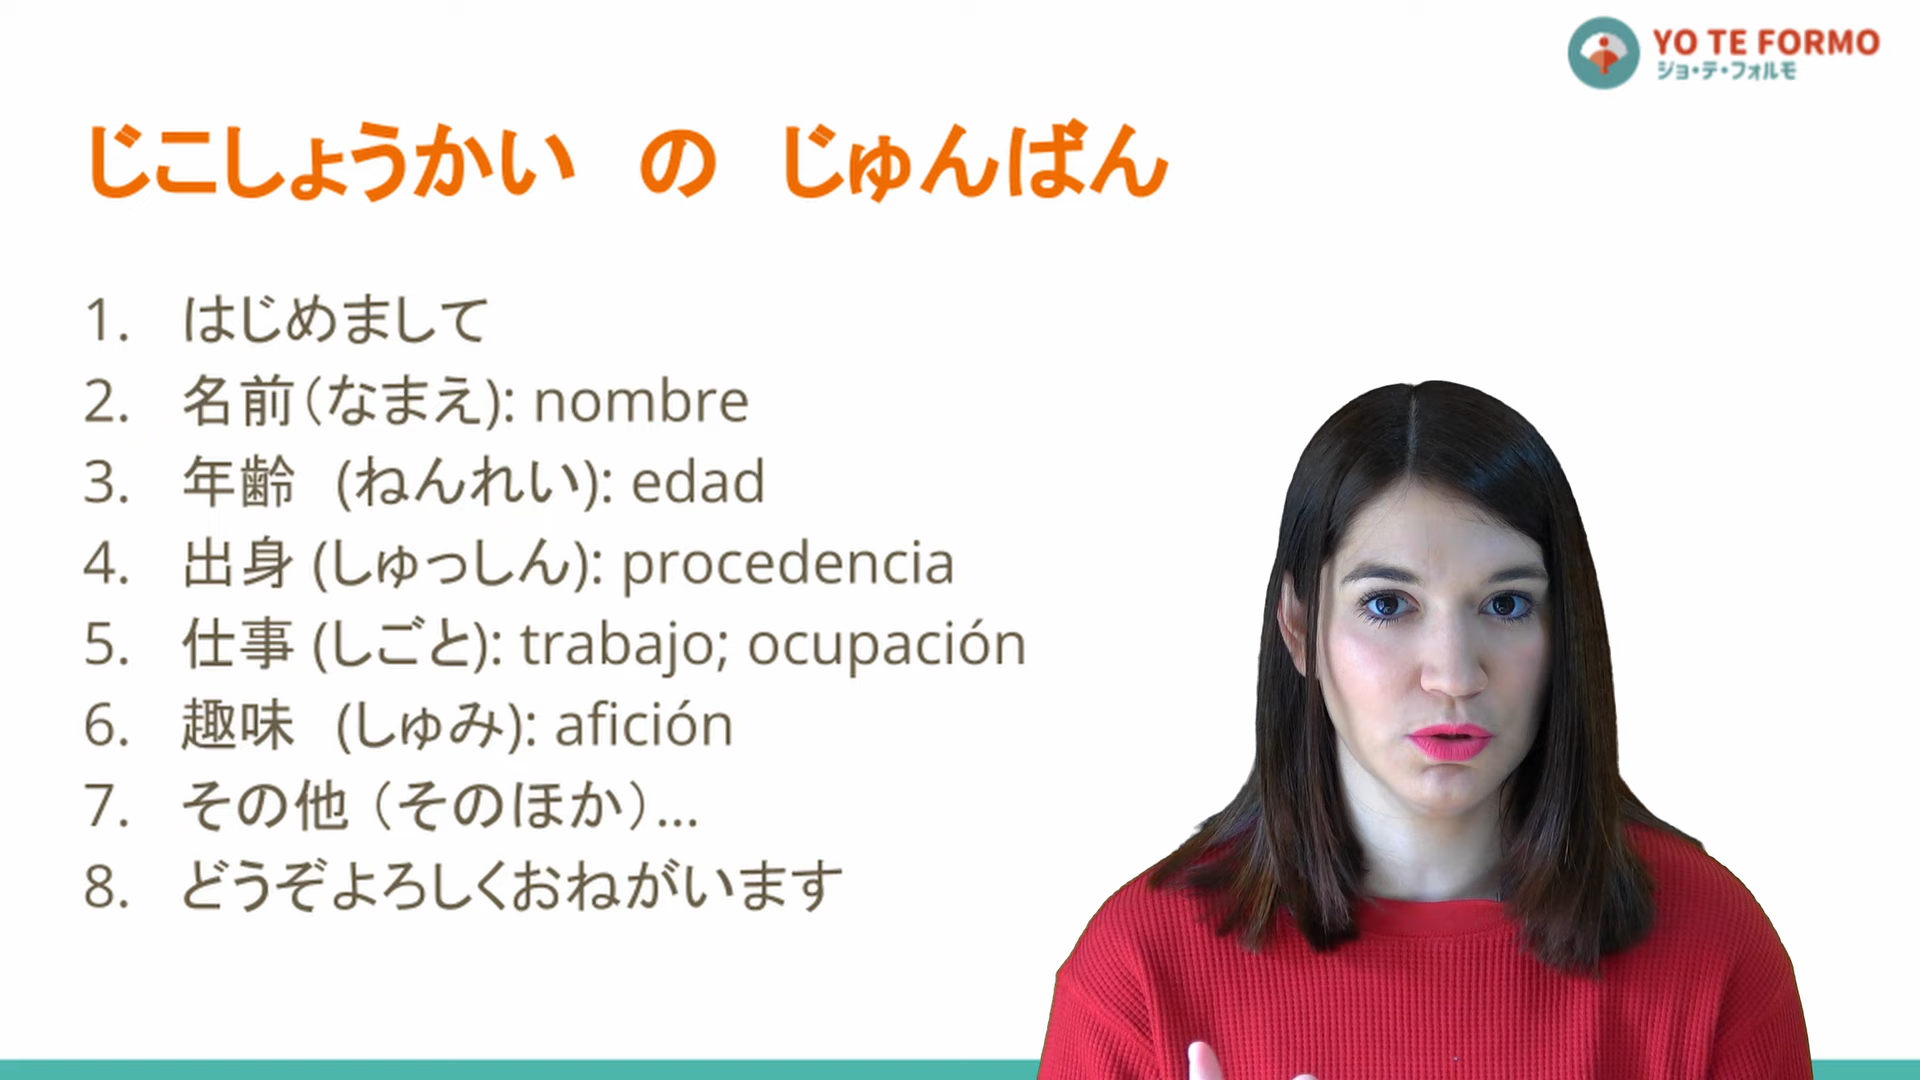 YO TE FORMO
ジョ・テ・フォルモ
じこしょうかい の じゅんばん
1. はじめまして
2. 名前（なまえ): nombre
3. 年齢 (ねんれい): edad
4. 出身 (しゅっしん): procedencia
5. 仕事 (しごと): trabajo; ocupación
6. 趣味 (しゅみ): afición
7. その他（そのほか）...
8. どうぞよろしくおねがいます